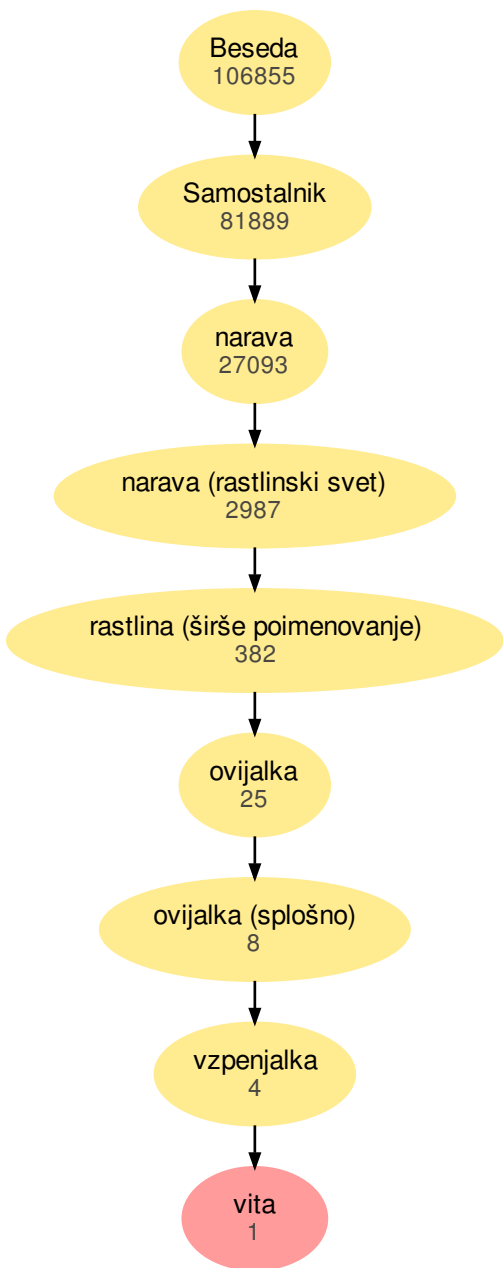 Beseda
106855
Samostalnik
81889
narava
27093
narava (rastlinski svet)
2987
rastlina (širše poimenovanje)
382
ovijalka
25
ovijalka (splošno)
8
vzpenjalka
4
vita
1